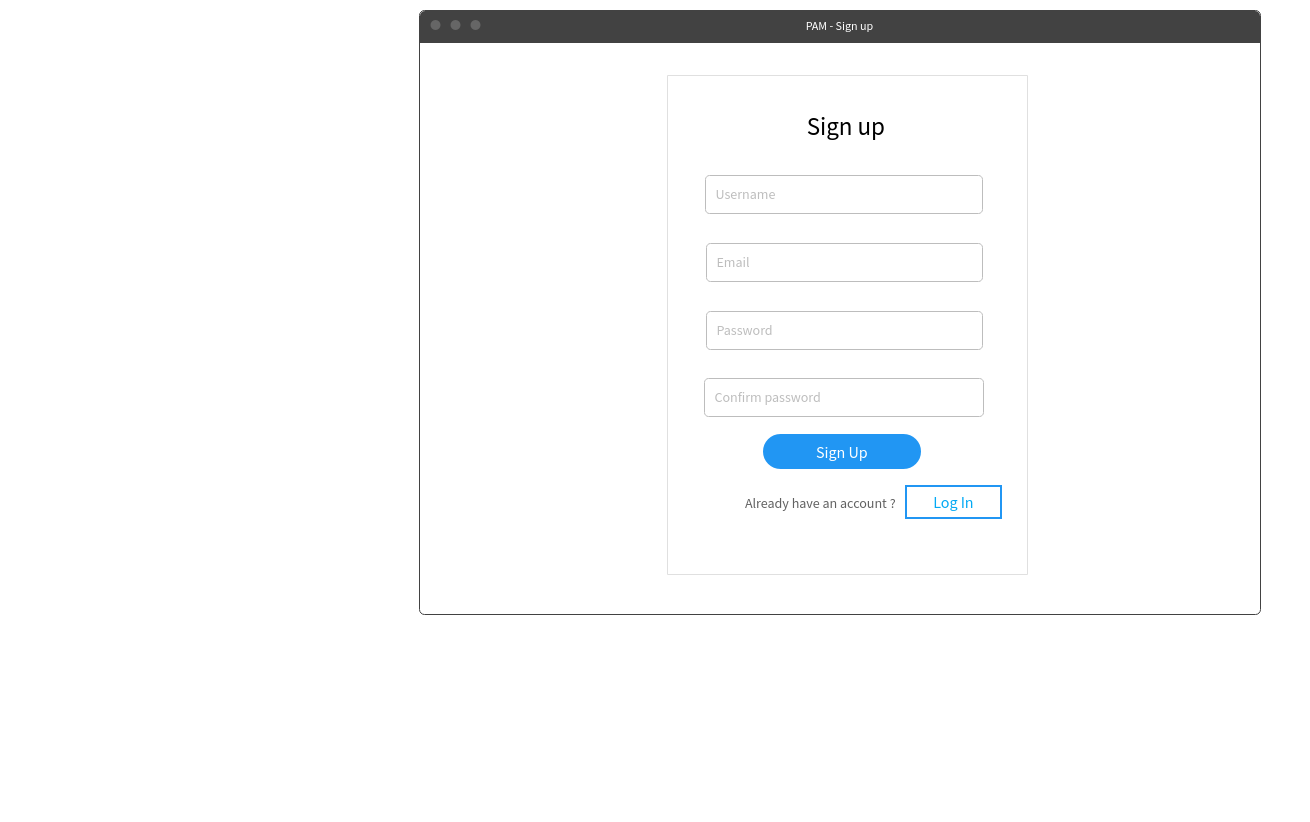 PAM - Sign up
Sign up
Username
Email
Password
Confirm password
Sign Up
Already have an account ? Log In